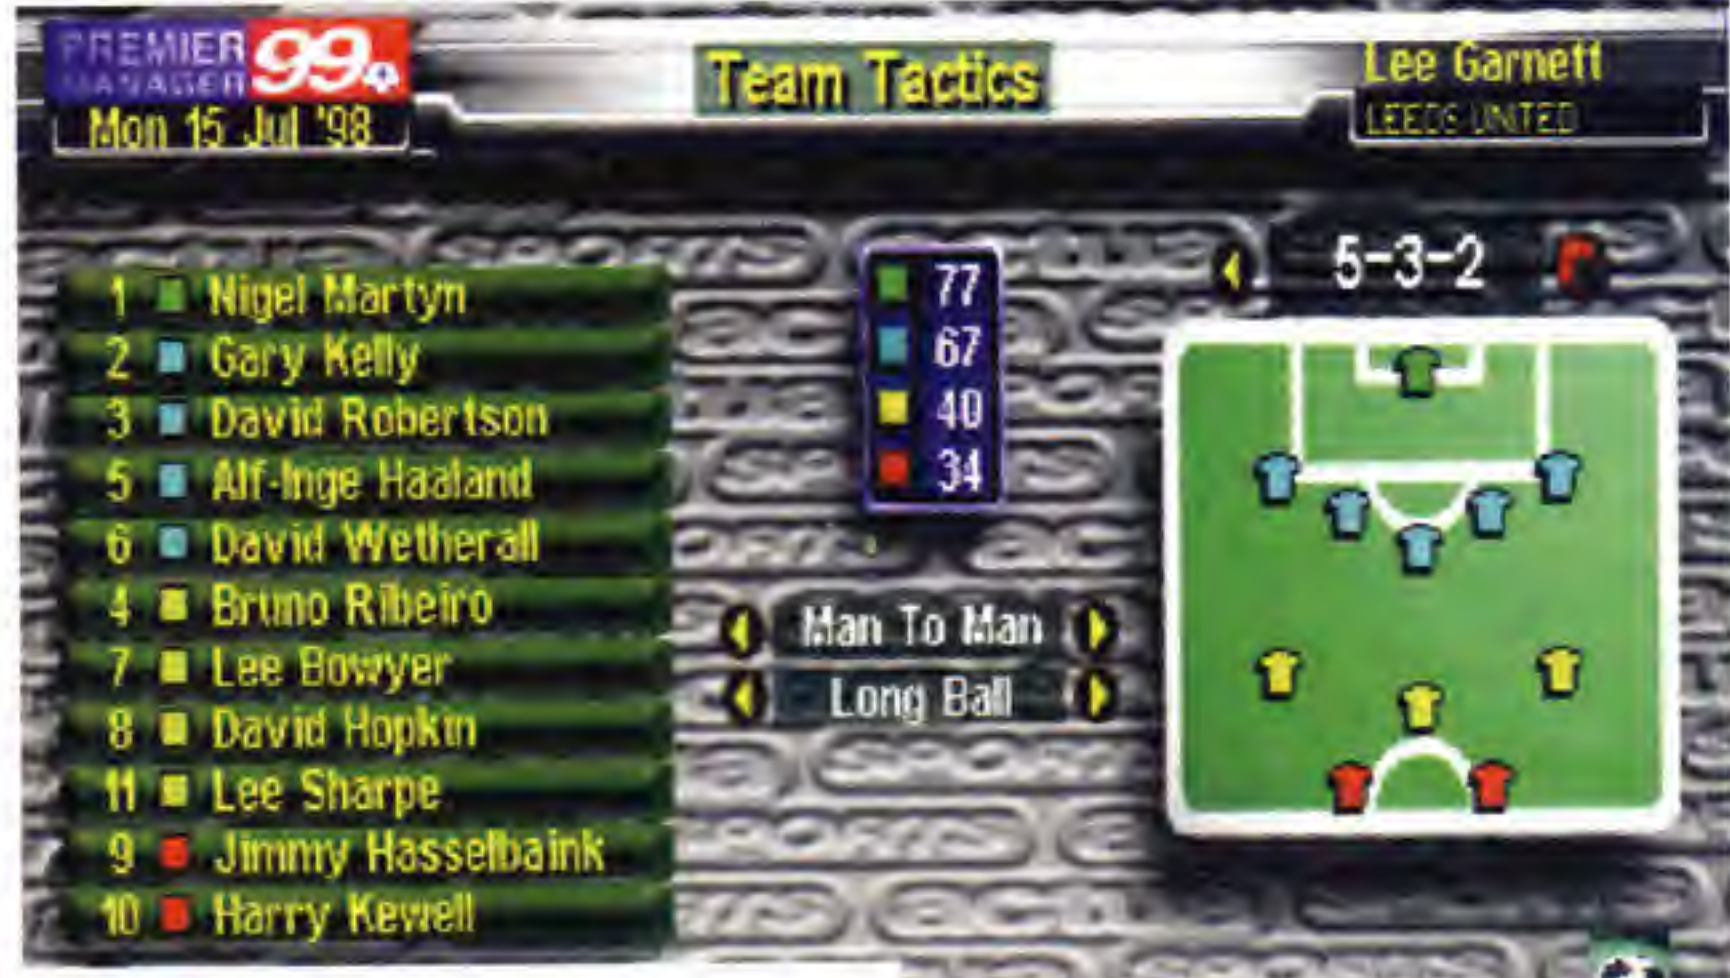 PREMIER
MANAGER
99
Mon 15 Jul '98
Team Tactics
Lee Garnett
LEEDS UNITED
1 Nigel Martyn
2 Gary Kelly
3 David Robertson
5 Alf-Inge Haaland
6 David Wetherall
4 Bruno Ribeiro
7 Lee Bowyer
8 David Hopkin
11 Lee Sharpe
9 Jimmy Hasselbaink
10 Harry Kewell
77
67
40
34
Man To Man
Long Ball
5-3-2